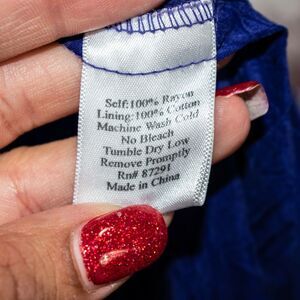 Self:100% Rayon
Lining:100% Cotton
Machine Wash Cold
No Bleach
Tumble Dry Low
Remove Promptly
Rn# 87291
Made in China